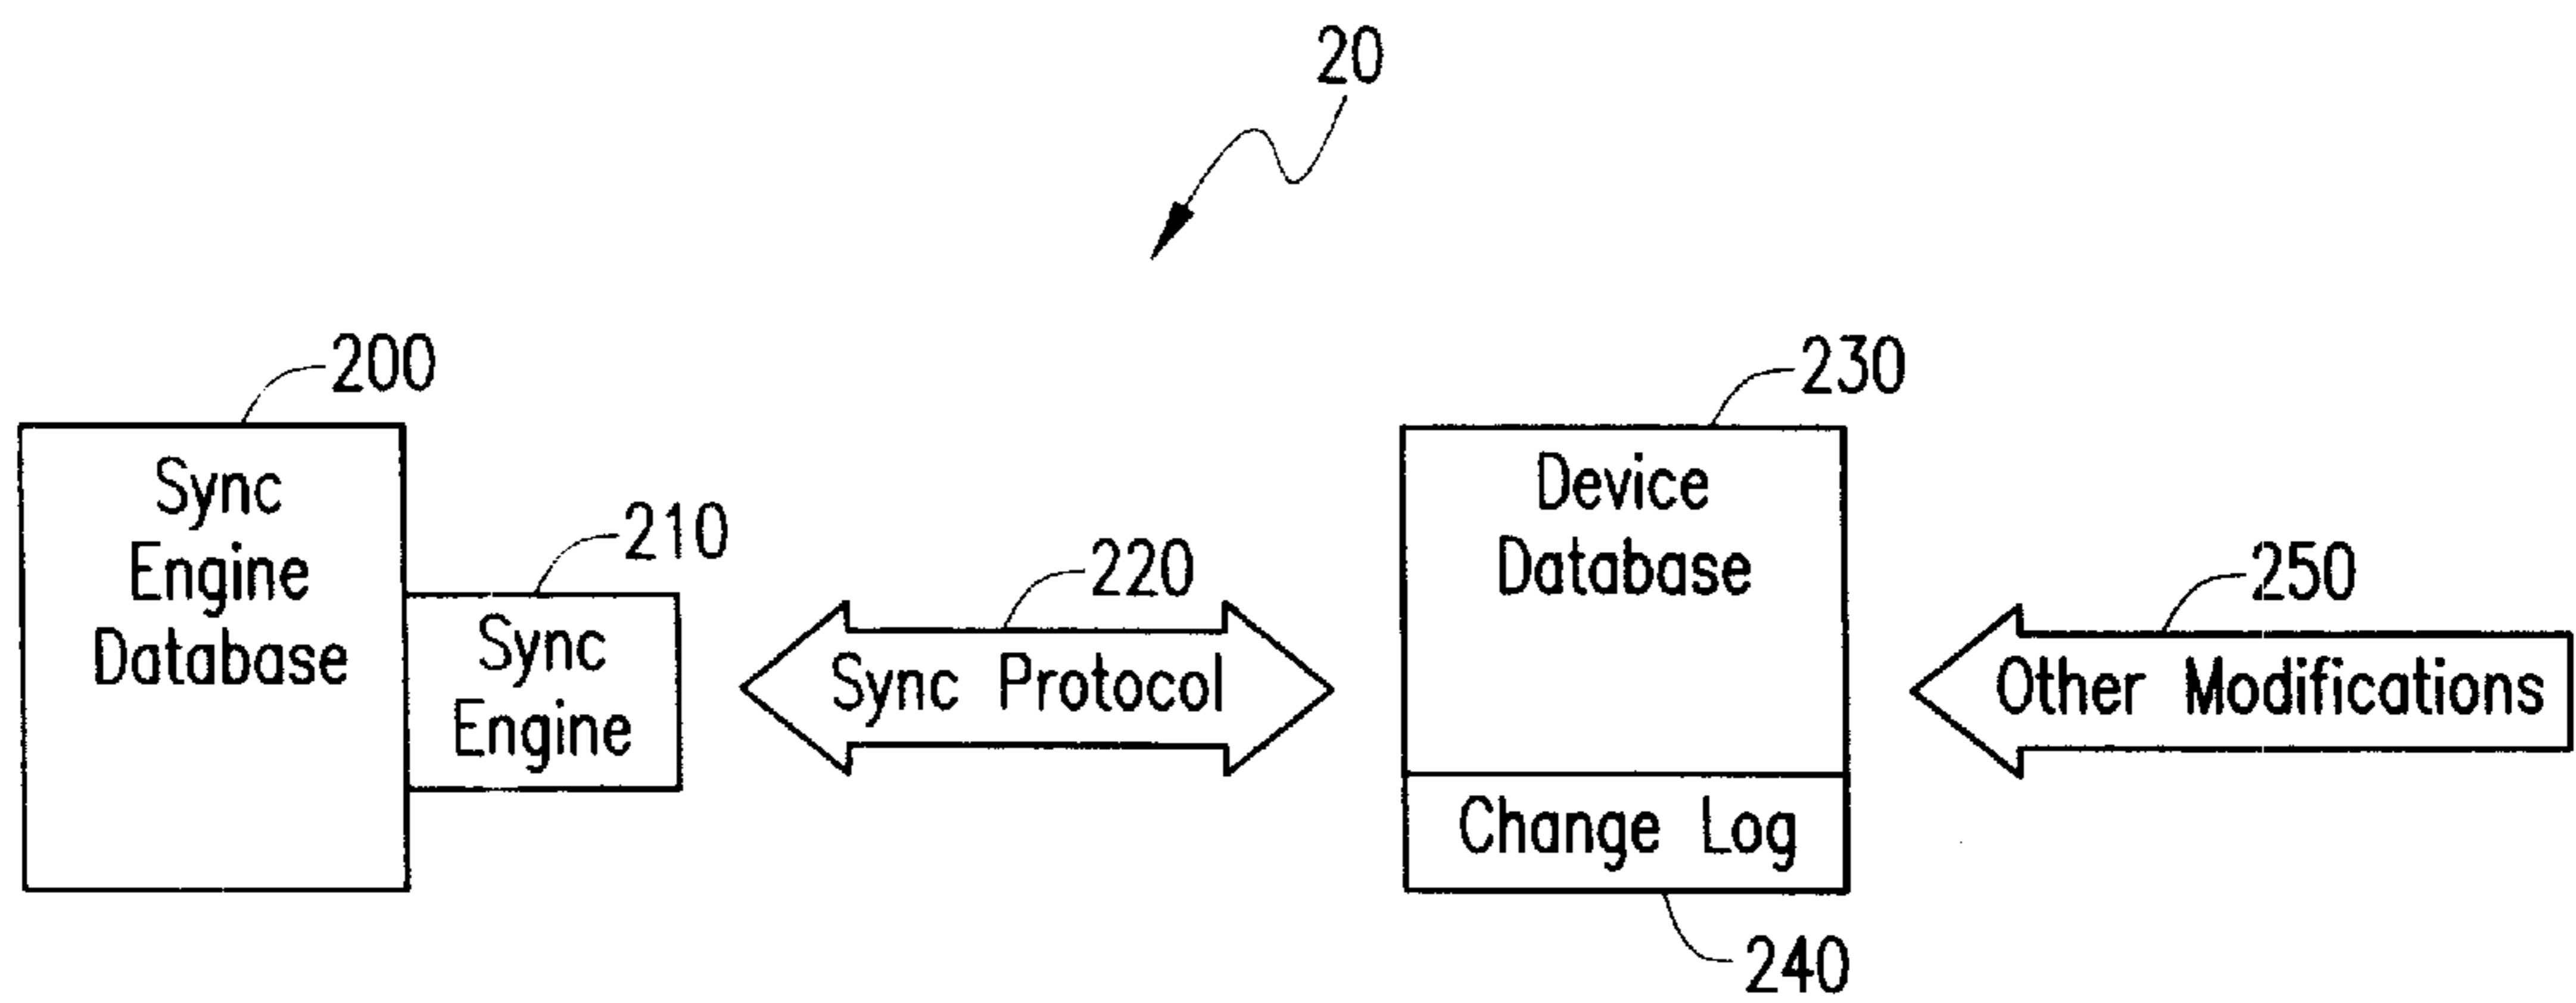 20
200
Sync
Engine
Database
210
Sync
Engine
220
Sync Protocol
230
Device
Database
Change Log
240
250
Other Modifications